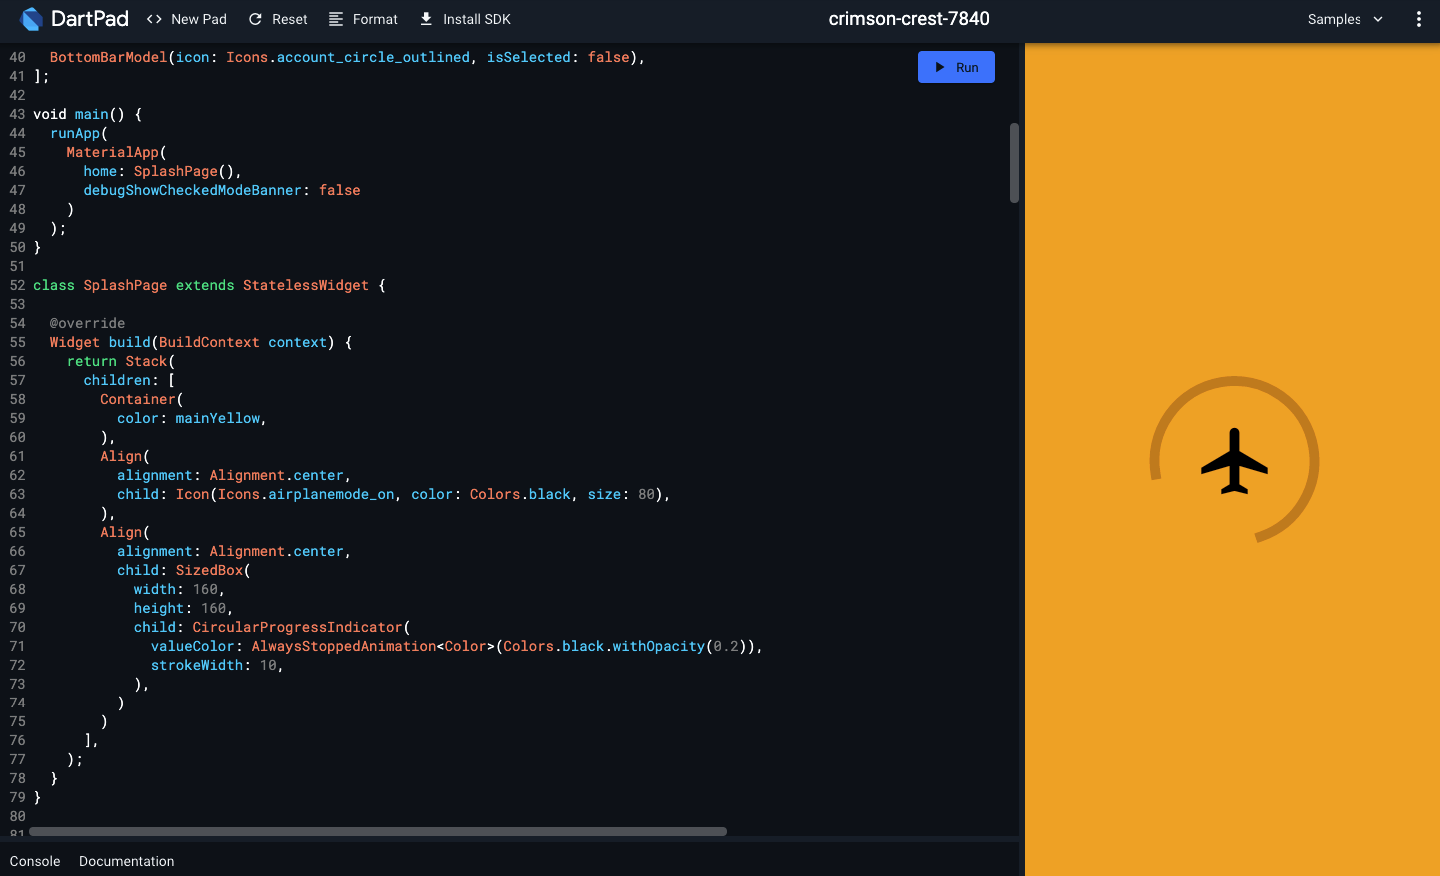 DartPad <> New Pad Reset Format Install SDK crimson-crest-7840 Samples
40 BottomBarModel(icon: Icons.account_circle_outlined, isSelected: false),
41 ];
42
43 void main() {
44 runApp(
45 MaterialApp(
46 home: SplashPage(),
47 debugShowCheckedModeBanner: false
48 )
49 );
50 }
51
52 class SplashPage extends StatelessWidget {
53
54 @override
55 Widget build(BuildContext context) {
56 return Stack(
57 children: [
58 Container(
59 color: mainYellow,
60 ),
61 Align(
62 alignment: Alignment.center,
63 child: Icon(Icons.airplanemode_on, color: Colors.black, size: 80),
64 ),
65 Align(
66 alignment: Alignment.center,
67 child: SizedBox(
68 width: 160,
69 height: 160,
70 child: CircularProgressIndicator(
71 valueColor: AlwaysStoppedAnimation<Color>(Colors.black.withOpacity(0.2)),
72 strokeWidth: 10,
73 ),
74 )
75 )
76 ],
77 );
78 }
79 }
80
81
Run
Console Documentation